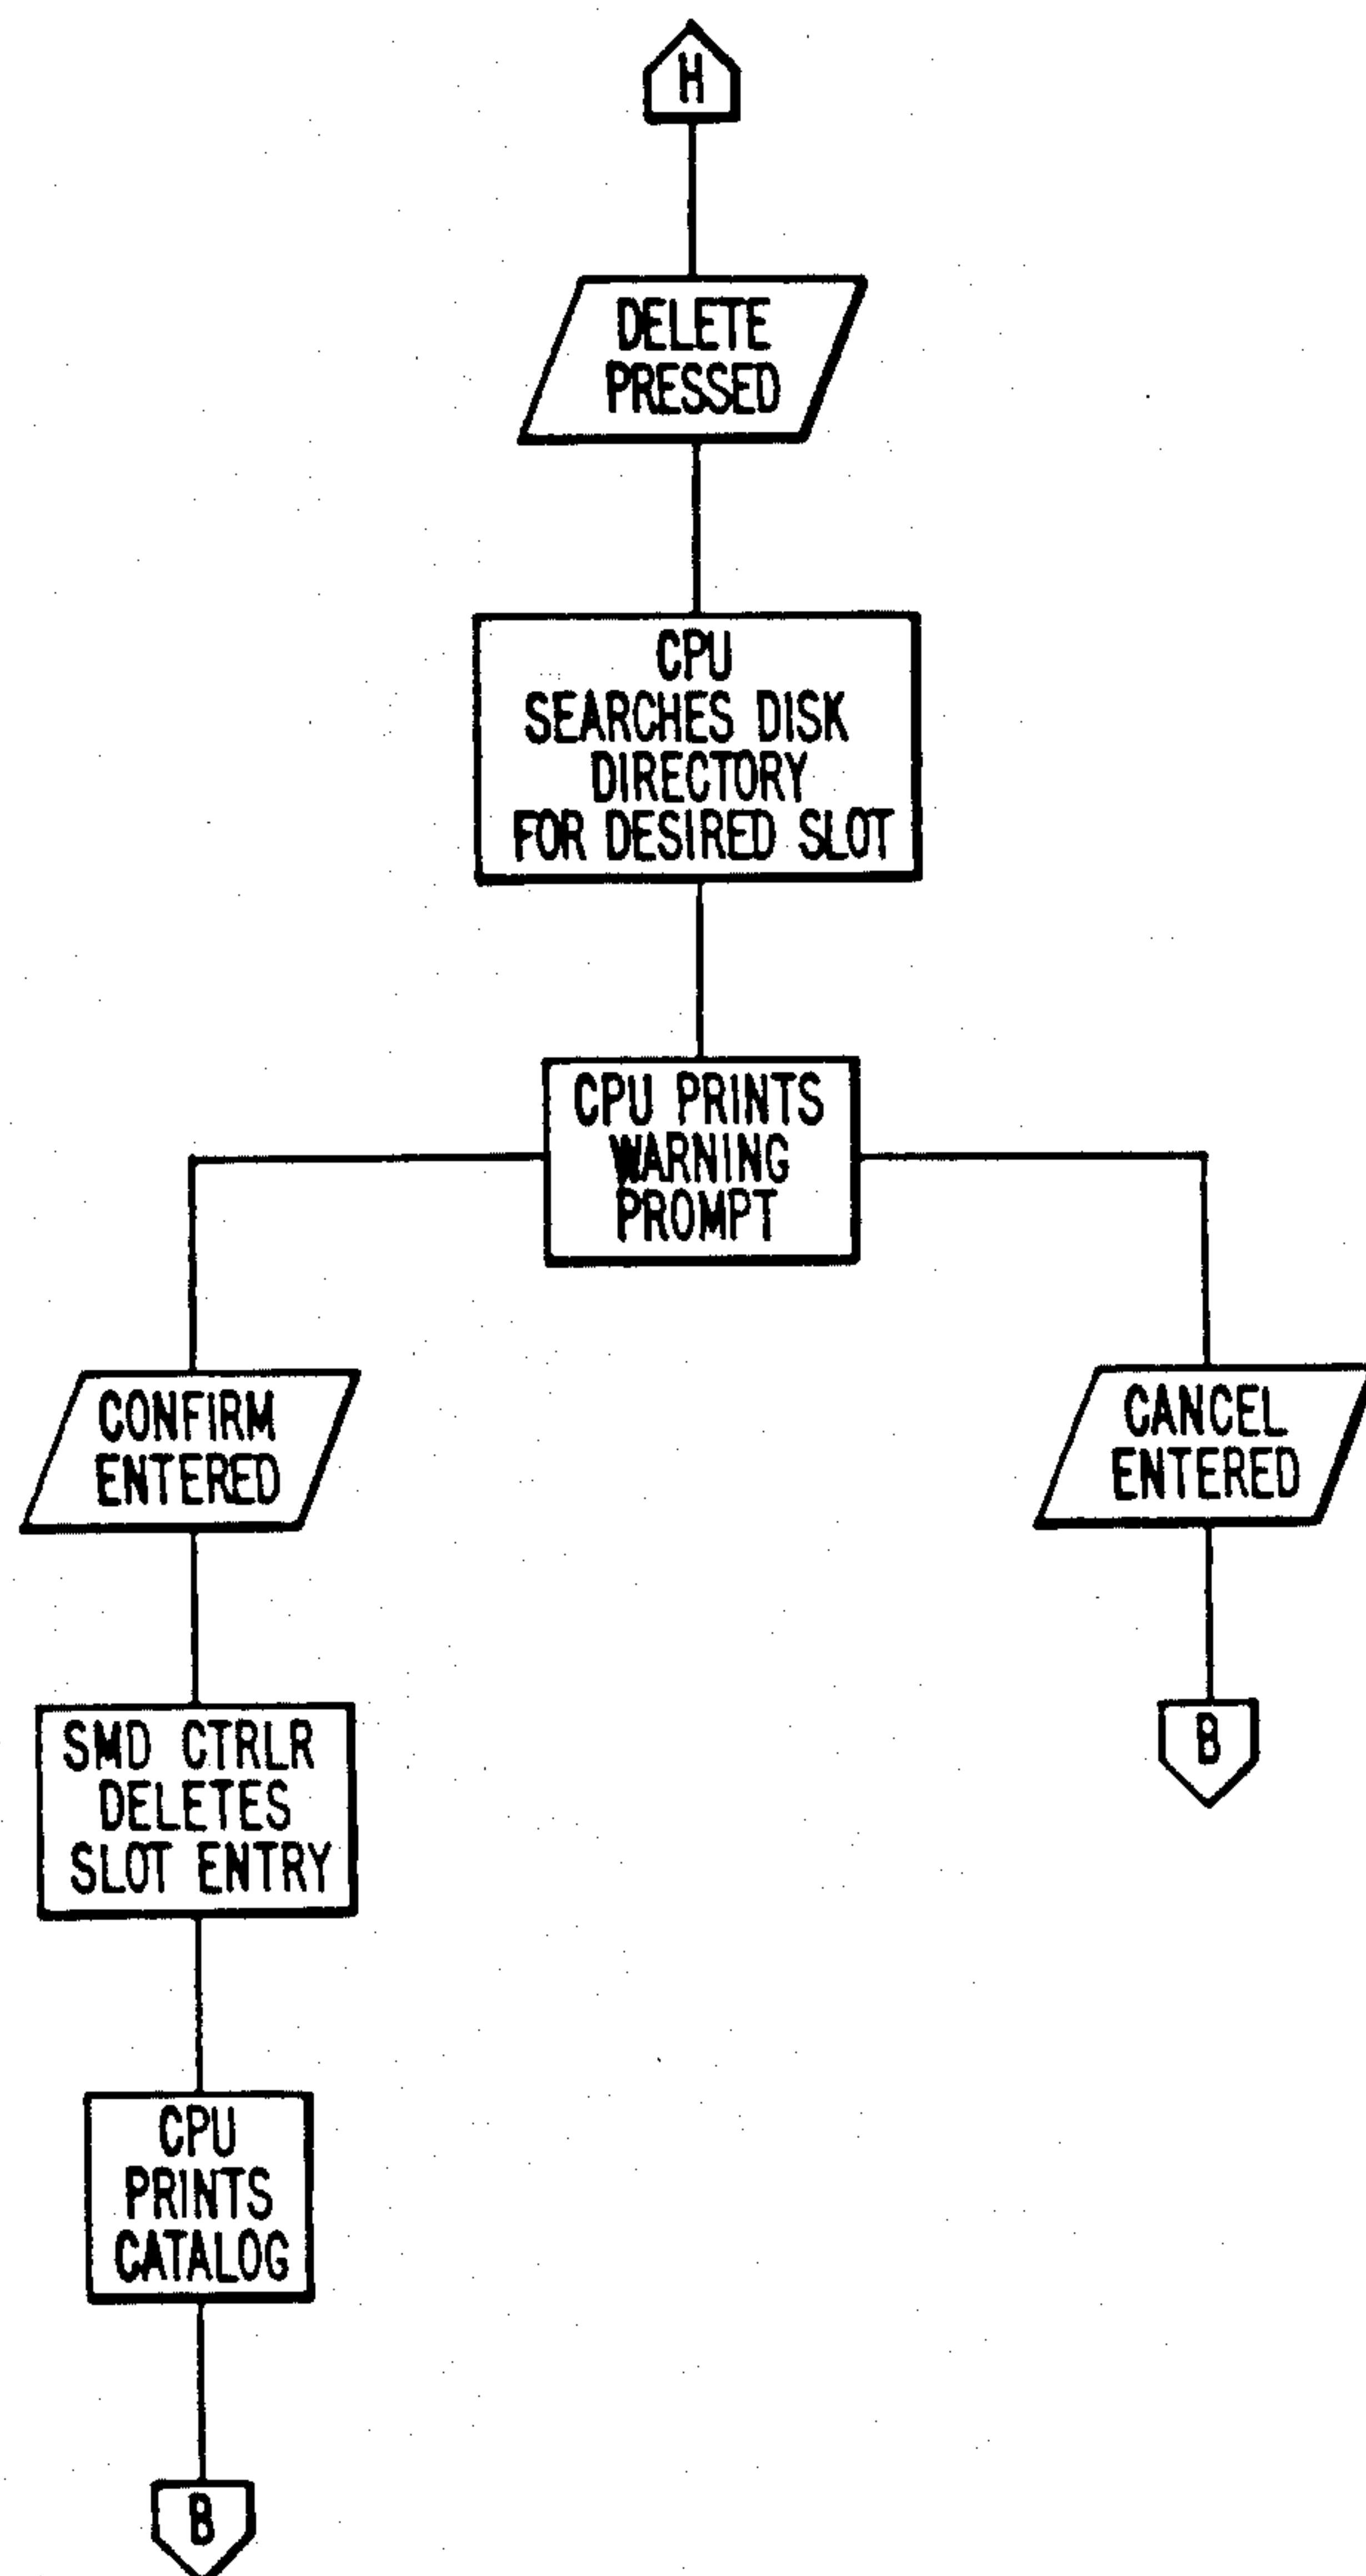 H
DELETE
PRESSED
CPU
SEARCHES DISK
DIRECTORY
FOR DESIRED SLOT
CPU PRINTS
WARNING
PROMPT
CONFIRM
ENTERED
CANCEL
ENTERED
SMD CTRLR
DELETES
SLOT ENTRY
B
CPU
PRINTS
CATALOG
B